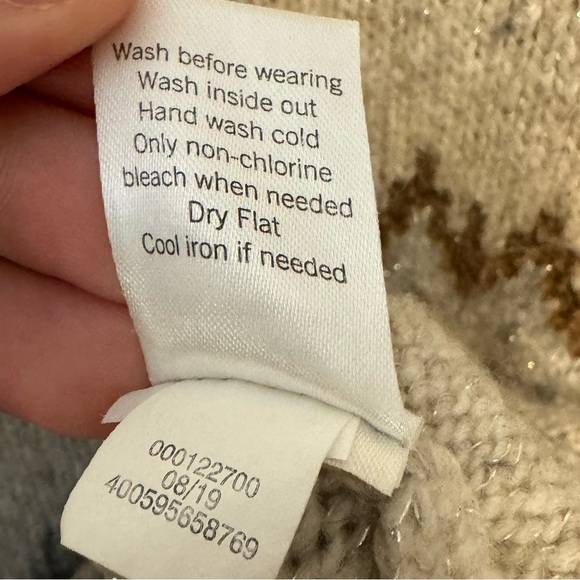 Wash before wearing
Wash inside out
Hand wash cold
Only non-chlorine
bleach when needed
Dry Flat
Cool iron if needed
000122700
08/19
400595658769